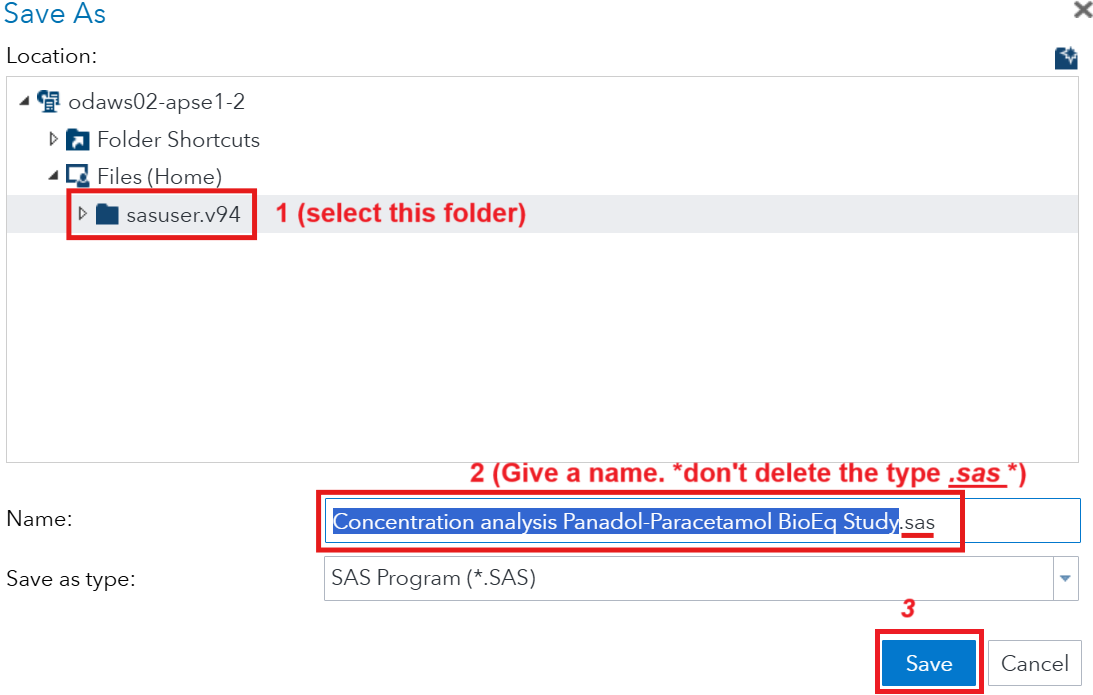 Save As
Location:
odaws02-apse1-2
Folder Shortcuts
Files (Home)
sasuser.v94 1 (select this folder)
2 (Give a name. *don't delete the type .sas *)
Name: Concentration analysis Panadol-Paracetamol BioEq Study.sas
Save as type: SAS Program (*.SAS)
3
Save Cancel